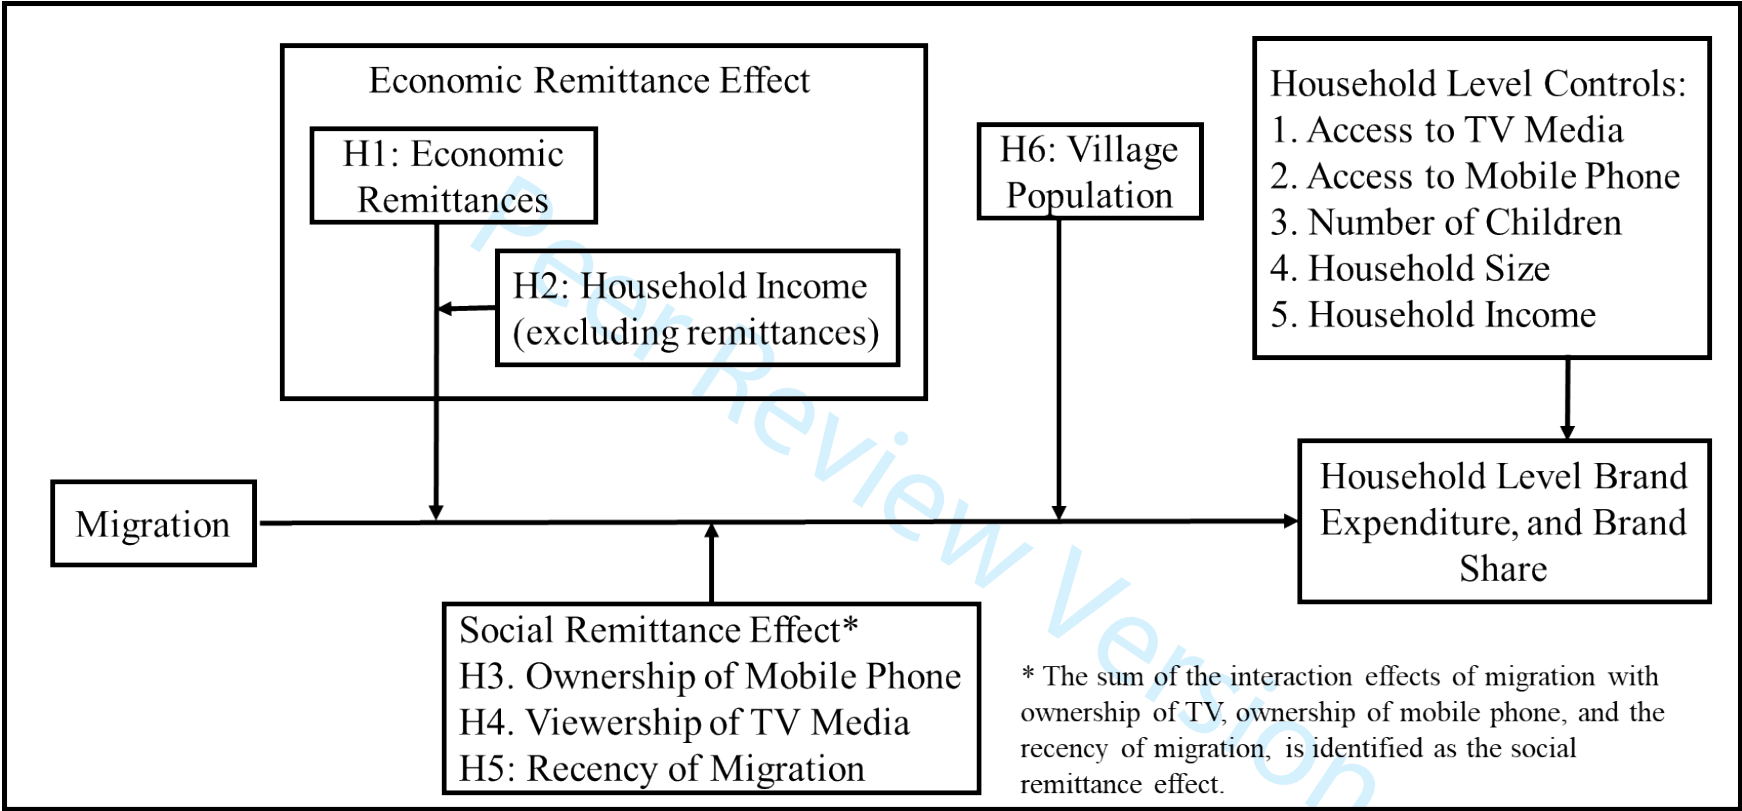 Economic Remittance Effect
H1: Economic
Remittances
H2: Household Income
(excluding remittances)
H6: Village
Population
Household Level Controls:
1. Access to TV Media
2. Access to Mobile Phone
3. Number of Children
4. Household Size
5. Household Income
Migration
Household Level Brand
Expenditure, and Brand
Share
Social Remittance Effect*
H3. Ownership of Mobile Phone
H4. Viewership of TV Media
H5: Recency of Migration
* The sum of the interaction effects of migration with
ownership of TV, ownership of mobile phone, and the
recency of migration, is identified as the social
remittance effect.
Peer Review Version